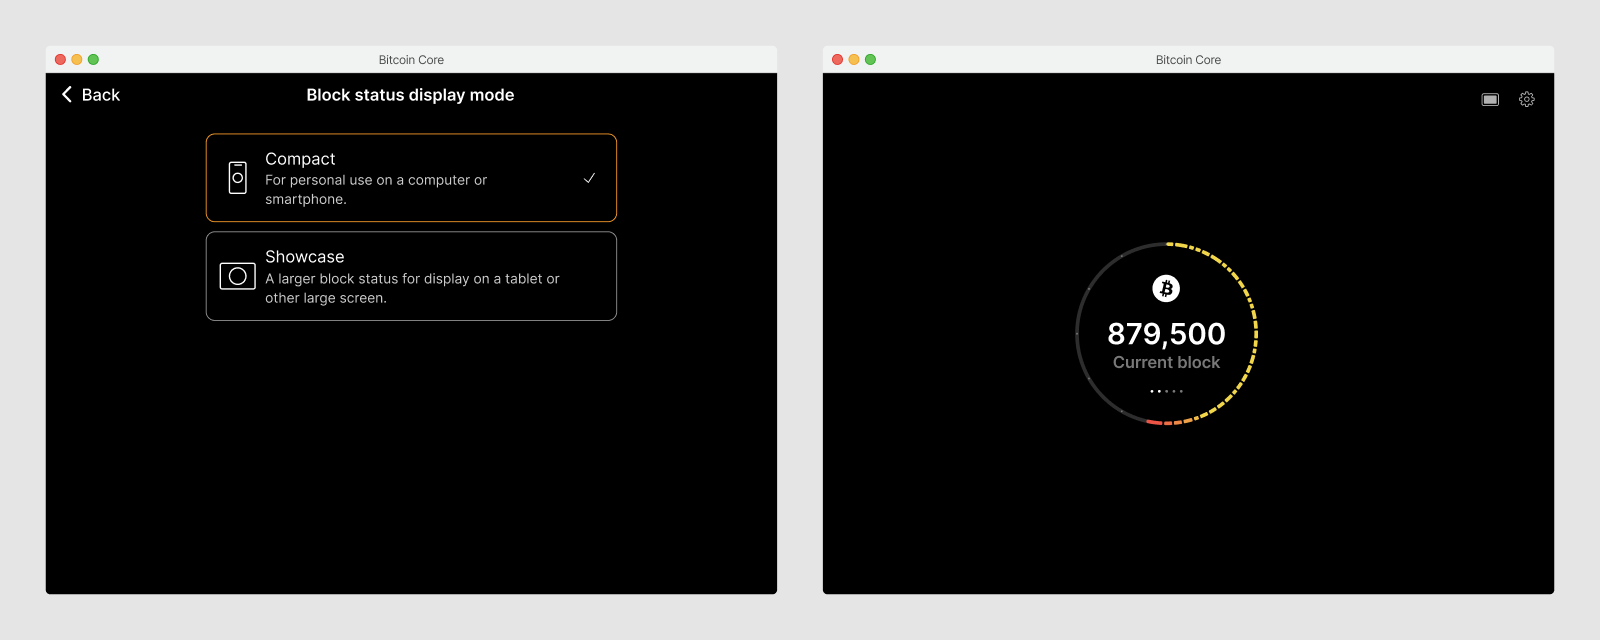 Bitcoin Core
Back
Block status display mode
Compact
For personal use on a computer or
smartphone.
Showcase
A larger block status for display on a tablet or
other large screen.
Bitcoin Core
879,500
Current block